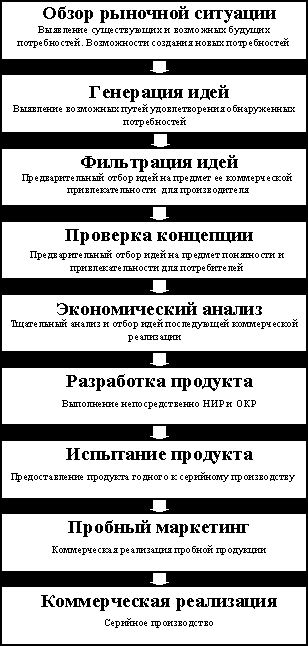 Обзор рыночной ситуации
Выявление существующих и возможных будущих
потребностей. Возможности создания новых потребностей
Генерация идей
Выявление возможных путей удовлетворения обнаруженных
потребностей
Фильтрация идей
Предварительный отбор идей на предмет ее коммерческой
привлекательности для производителя
Проверка концепции
Предварительный отбор идей на предмет понятности и
привлекательности для потребителей
Экономический анализ
Тщательный анализ и отбор идей последующей коммерческой
реализации
Разработка продукта
Выполнение непосредственно НИР и ОКР
Испытание продукта
Предоставление продукта годного к серийному производству
Пробный маркетинг
Коммерческая реализация пробной продукции
Коммерческая реализация
Серийное производство